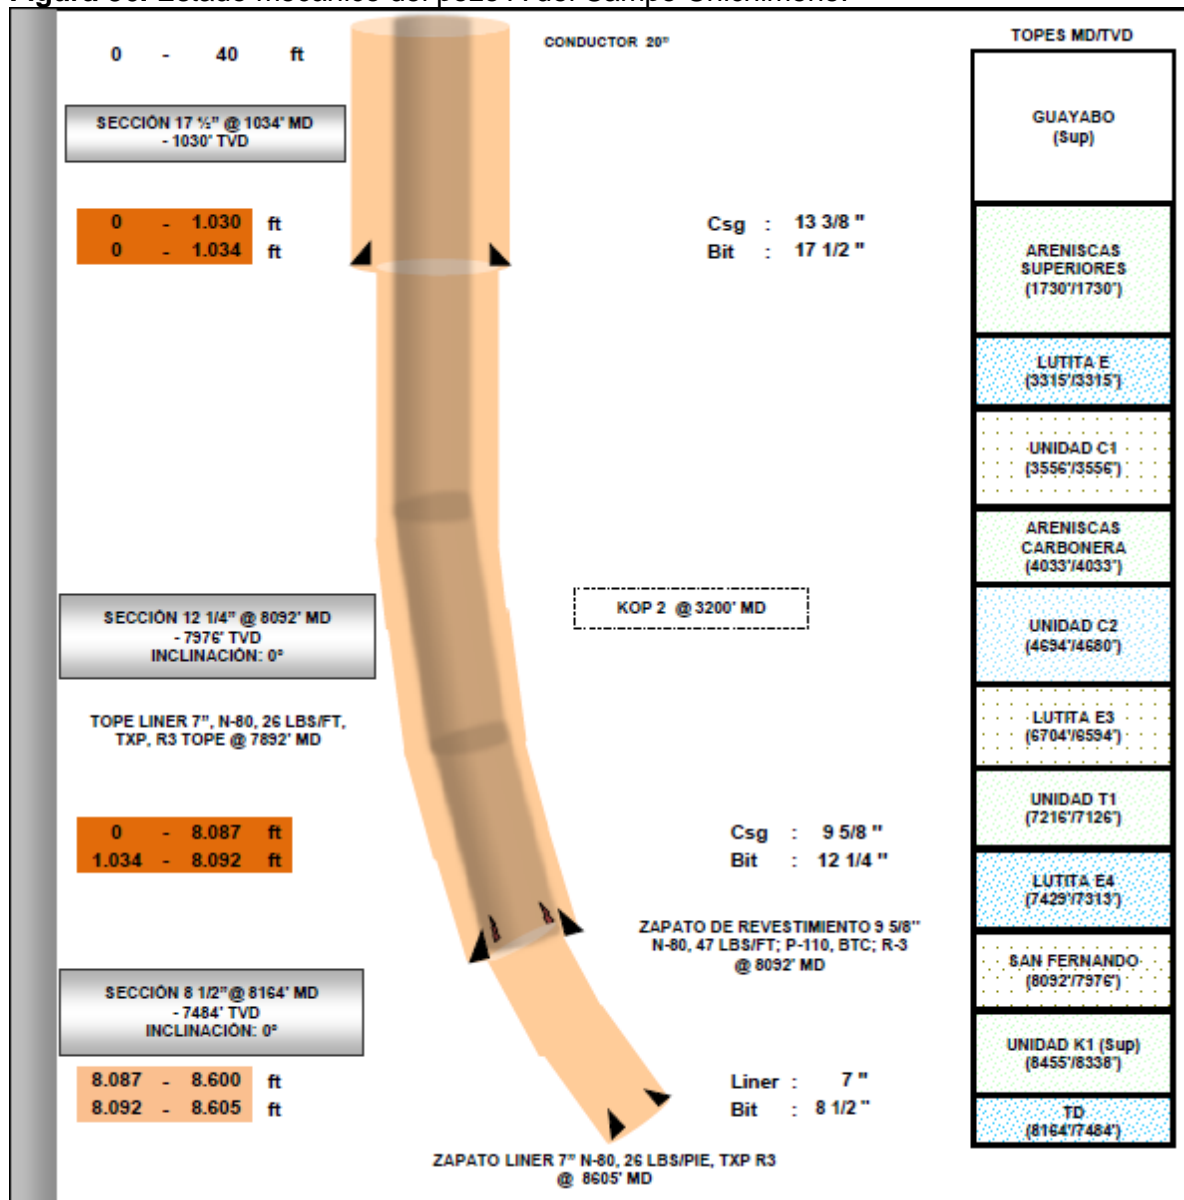 Estado mecánico del pozo A del Campo Chichimene.
0 - 40 ft
CONDUCTOR 20"
SECCIÓN 17 ½" @ 1034' MD
- 1030' TVD
0 - 1.030 ft
0 - 1.034 ft
Csg : 13 3/8 "
Bit : 17 1/2 "
KOP 2 @ 3200' MD
SECCIÓN 12 1/4" @ 8092' MD
- 7976' TVD
INCLINACIÓN: 0°
TOPE LINER 7", N-80, 26 LBS/FT,
TXP, R3 TOPE @ 7892' MD
0 - 8.087 ft
1.034 - 8.092 ft
Csg : 9 5/8 "
Bit : 12 1/4 "
ZAPATO DE REVESTIMIENTO 9 5/8"
N-80, 47 LBS/FT; P-110, BTC; R-3
@ 8092' MD
SECCIÓN 8 1/2"@ 8164' MD
- 7484' TVD
INCLINACIÓN: 0°
8.087 - 8.600 ft
8.092 - 8.605 ft
Liner : 7 "
Bit : 8 1/2 "
ZAPATO LINER 7" N-80, 26 LBS/PIE, TXP R3
@ 8605' MD
TOPES MD/TVD
GUAYABO
(Sup)
ARENISCAS
SUPERIORES
(1730'/1730')
LUTITA E
(3315'/3315')
UNIDAD C1
(3556'/3556')
ARENISCAS
CARBONERA
(4033'/4033')
UNIDAD C2
(4694'/4680')
LUTITA E3
(6704'/6594')
UNIDAD T1
(7216'/7126')
LUTITA E4
(7429'/7313')
SAN FERNANDO
(8092'/7976')
UNIDAD K1 (Sup)
(8455'/8338')
TD
(8164'/7484')